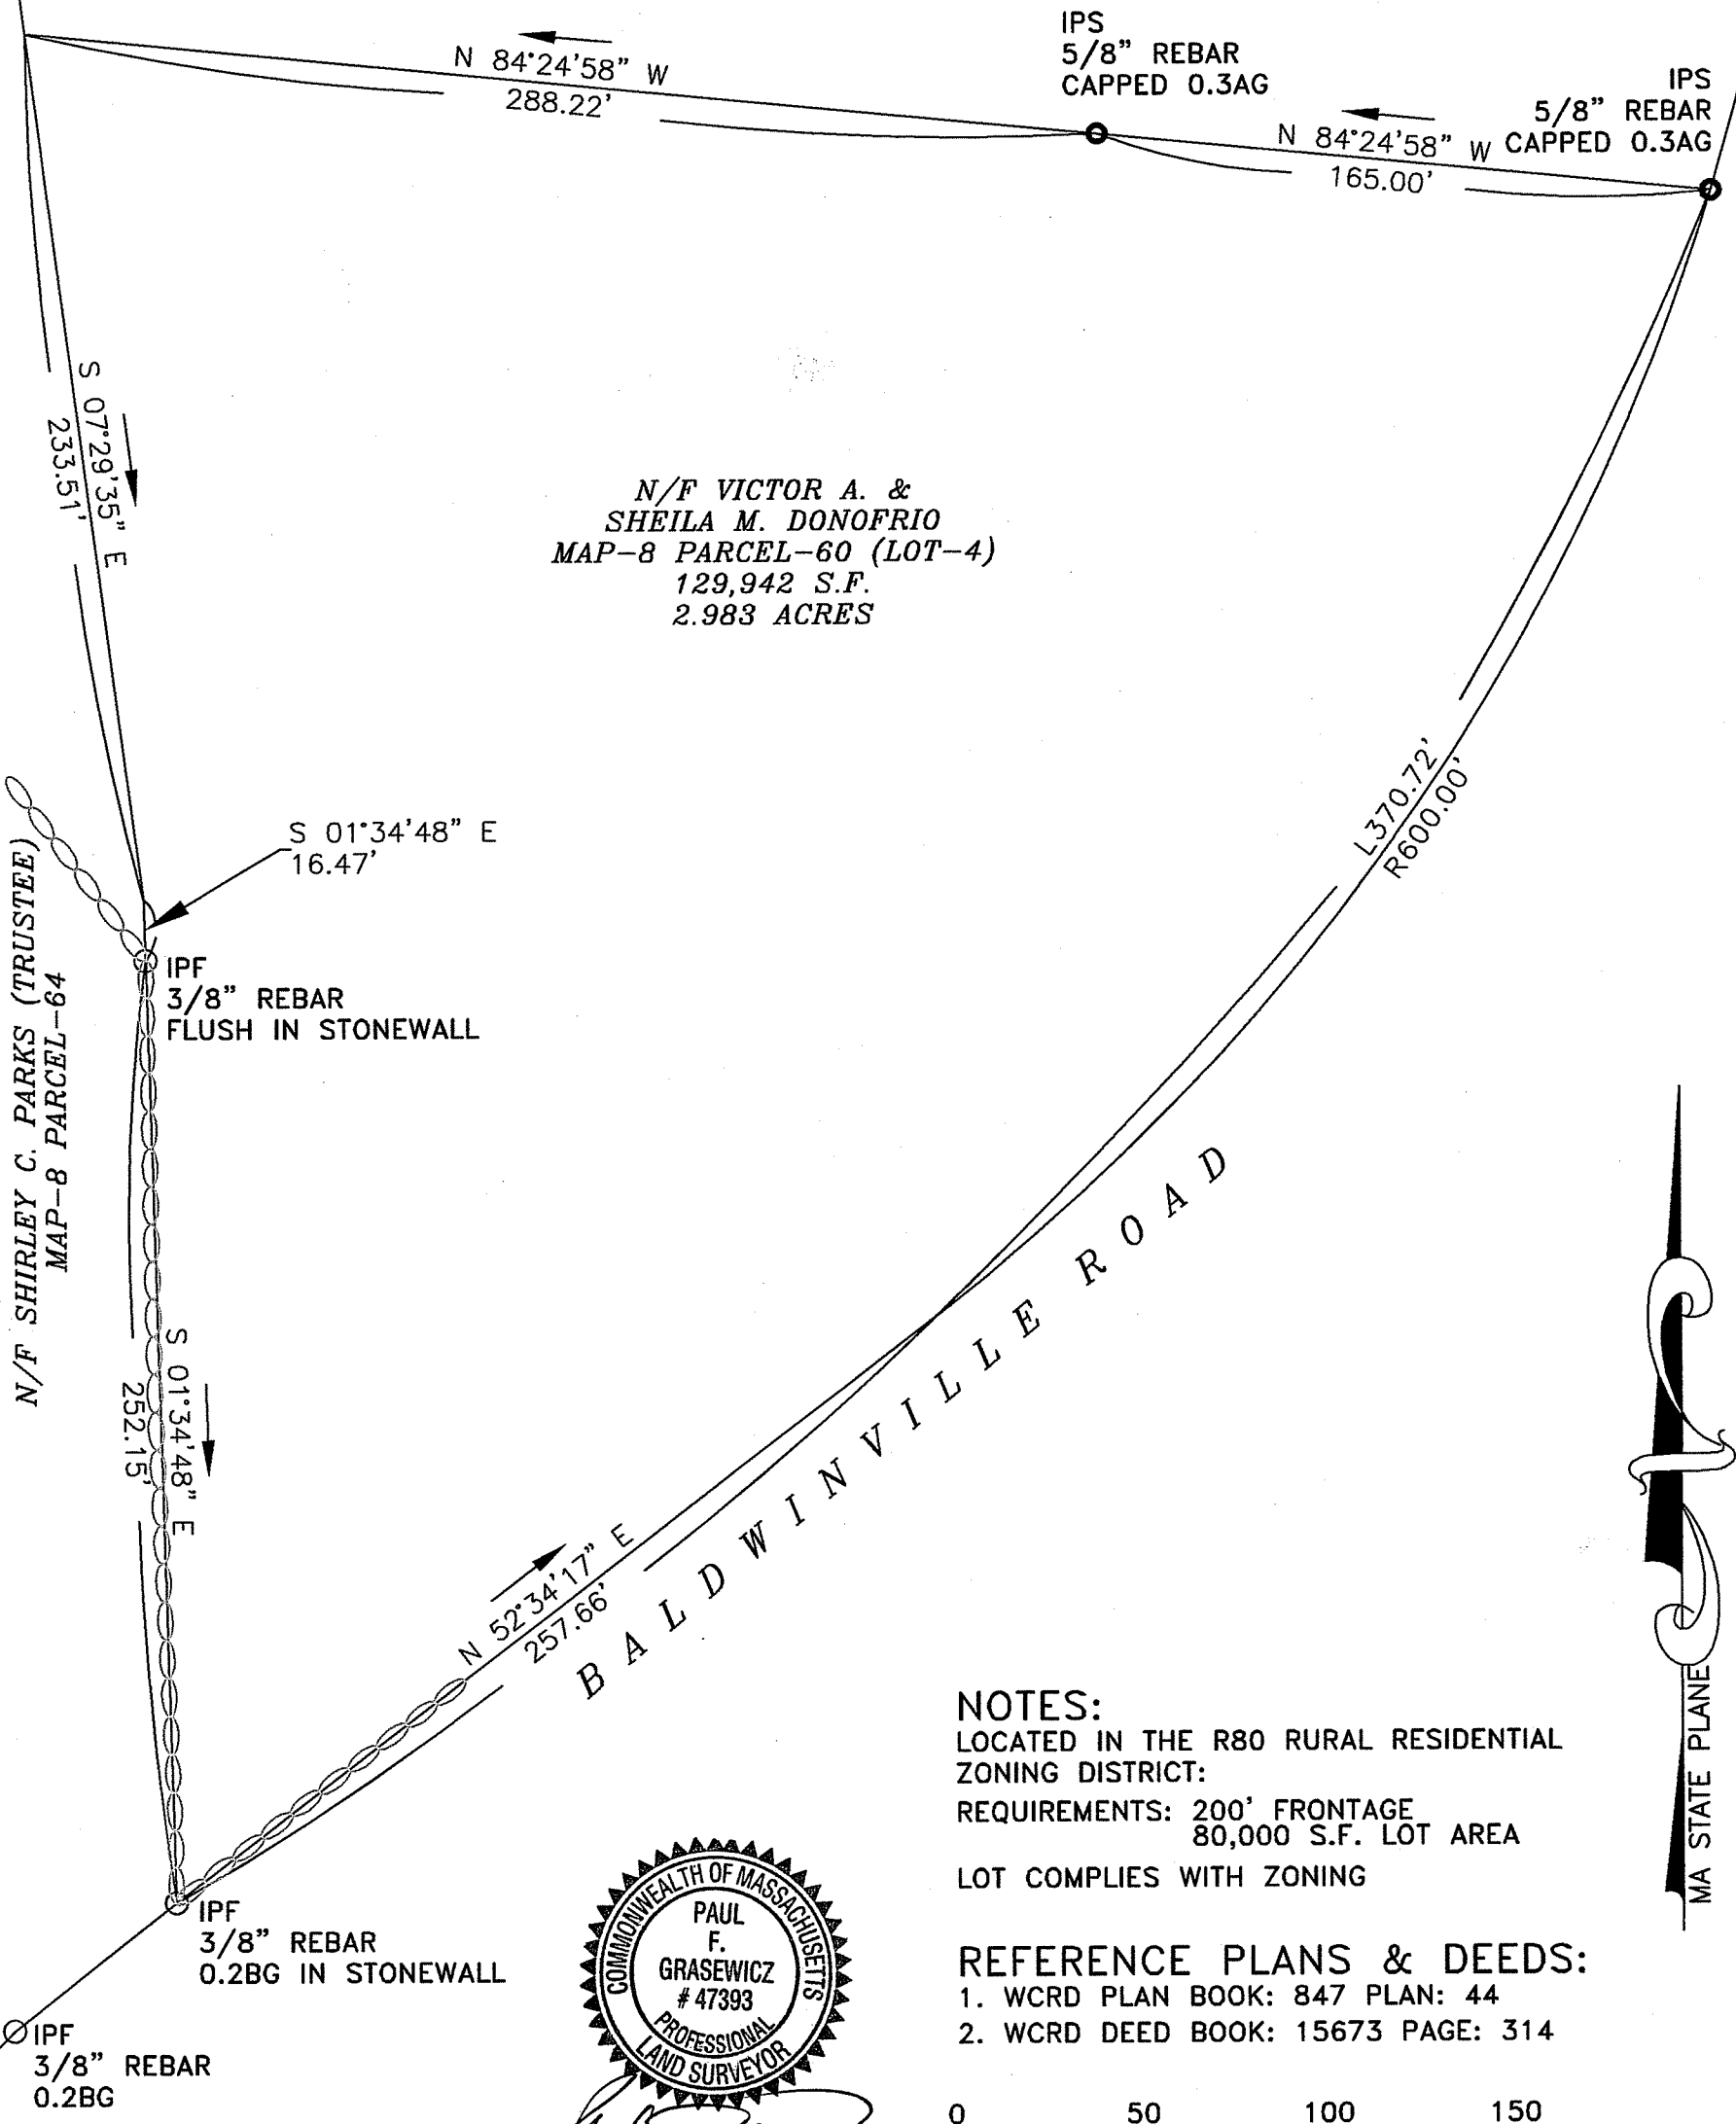 IPS
5/8" REBAR
CAPPED 0.3AG
IPS
5/8" REBAR
CAPPED 0.3AG
N 84°24'58" W
288.22'
N 84°24'58" W
165.00'
S 07°29'35" E
233.51'
N/F VICTOR A. &
SHEILA M. DONOFRIO
MAP-8 PARCEL-60 (LOT-4)
129,942 S.F.
2.983 ACRES
L370.72'
R600.00'
S 01°34'48" E
16.47'
N/F SHIRLEY C. PARKS (TRUSTEE)
MAP-8 PARCEL-64
IPF
3/8" REBAR
FLUSH IN STONEWALL
S 01°34'48" E
252.15'
N 52°34'17" E
257.66'
BALDWINVILLE ROAD
MA STATE PLANE
NOTES:
LOCATED IN THE R80 RURAL RESIDENTIAL
ZONING DISTRICT:
REQUIREMENTS: 200' FRONTAGE
80,000 S.F. LOT AREA
LOT COMPLIES WITH ZONING
IPF
3/8" REBAR
0.2BG IN STONEWALL
COMMONWEALTH OF MASSACHUSETTS
PAUL
F.
GRASEWICZ
# 47393
PROFESSIONAL
LAND SURVEYOR
REFERENCE PLANS & DEEDS:
1. WCRD PLAN BOOK: 847 PLAN: 44
2. WCRD DEED BOOK: 15673 PAGE: 314
IPF
3/8" REBAR
0.2BG
0 50 100 150